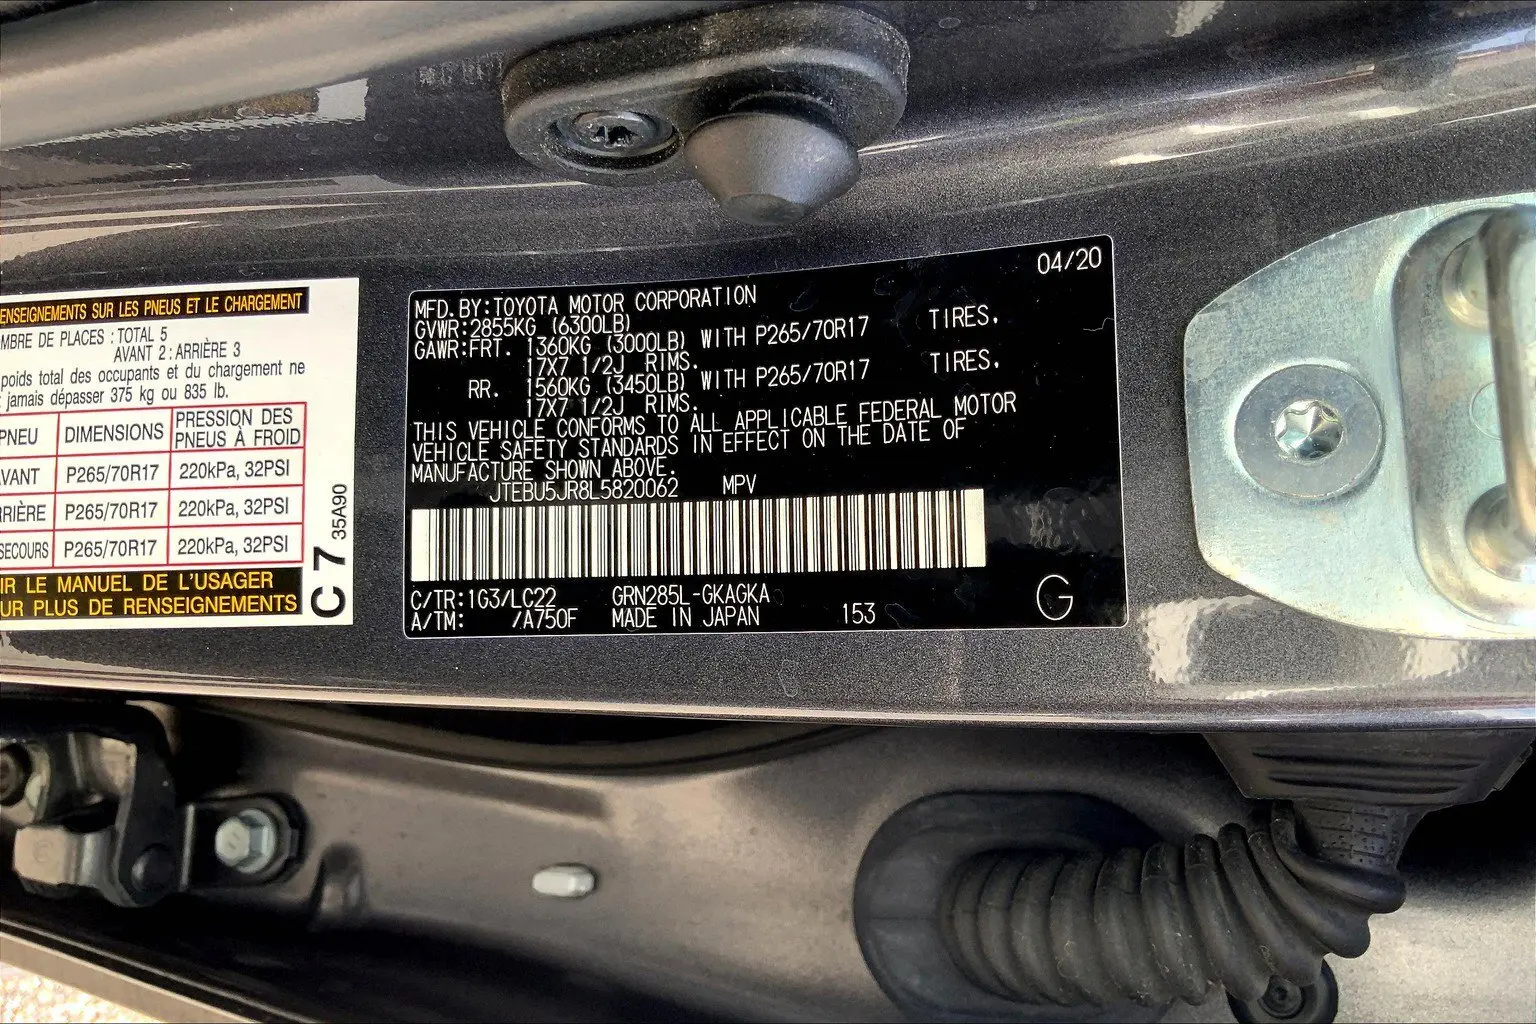 ENSEIGNEMENTS SUR LES PNEUS ET LE CHARGEMENT
MBRE DE PLACES : TOTAL 5
AVANT 2 : ARRIÈRE 3
poids total des occupants et du chargement ne
jamais dépasser 375 kg ou 835 lb.
PNEU DIMENSIONS PRESSION DES PNEUS À FROID
AVANT P265/70R17 220kPa, 32PSI
RRIÈRE P265/70R17 220kPa, 32PSI
SECOURS P265/70R17 220kPa, 32PSI
IR LE MANUEL DE L'USAGER
UR PLUS DE RENSEIGNEMENTS
C7 35A90
04/20
MFD. BY: TOYOTA MOTOR CORPORATION
GVWR: 2855KG (6300LB)
GAWR: FRT. 1360KG (3000LB) WITH P265/70R17 TIRES.
17X7 1/2J RIMS.
RR. 1560KG (3450LB) WITH P265/70R17 TIRES.
17X7 1/2J RIMS.
THIS VEHICLE CONFORMS TO ALL APPLICABLE FEDERAL MOTOR
VEHICLE SAFETY STANDARDS IN EFFECT ON THE DATE OF
MANUFACTURE SHOWN ABOVE.
JTEBU5JR8L5820062 MPV
C/TR: 1G3/LC22 GRN285L-GKAGKA
A/TM: /A750F MADE IN JAPAN 153
G